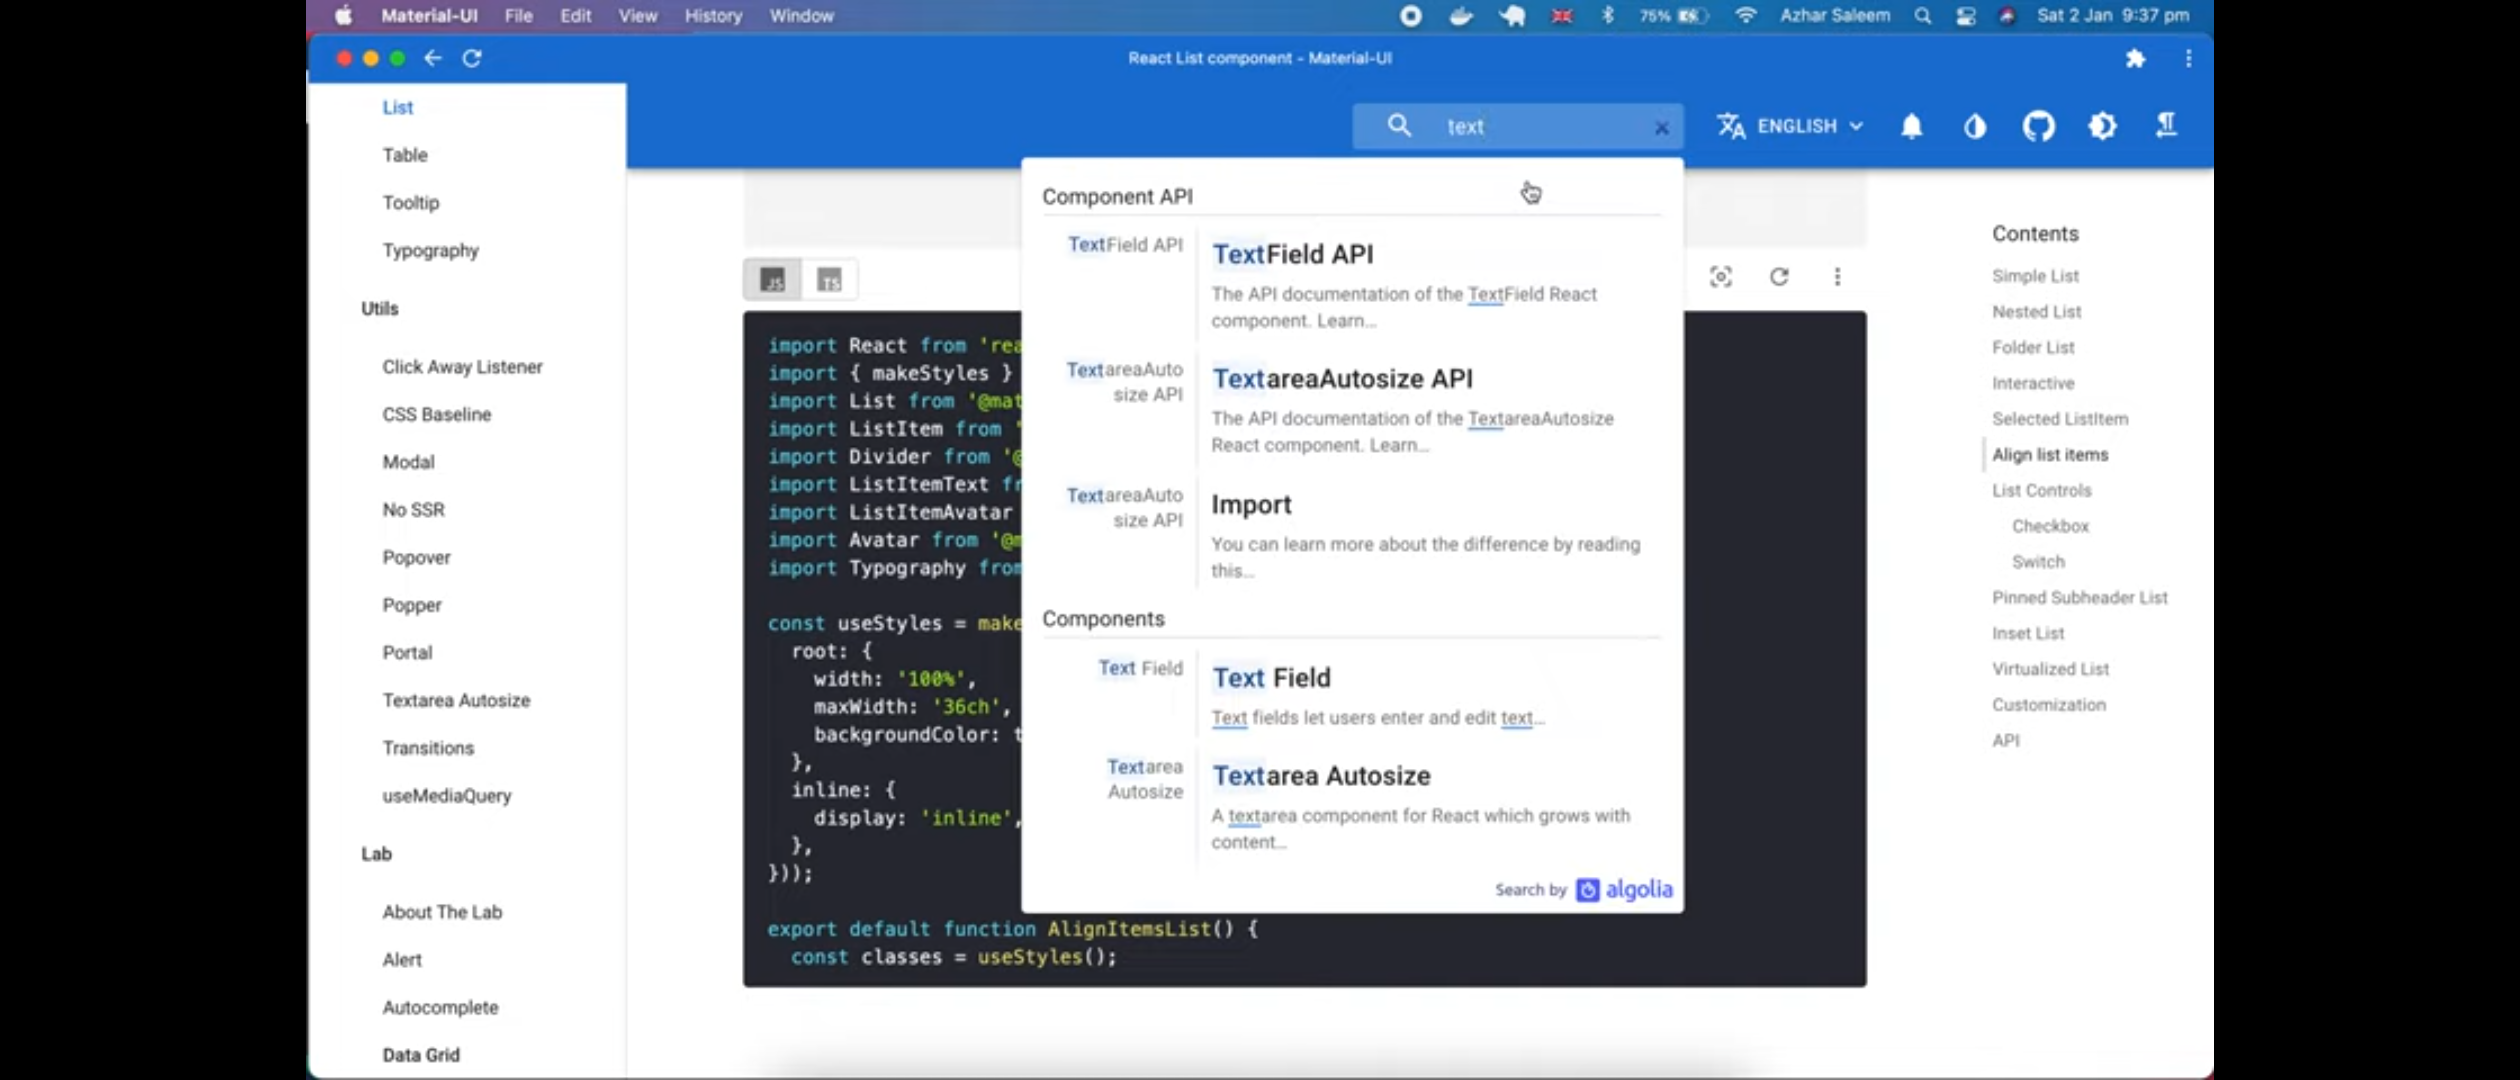 Material-UI File Edit View History Window 75% Azhar Saleem Sat 2 Jan 9:37 pm
React List component - Material-UI
text
ENGLISH
List
Table
Tooltip
Typography
Utils
Click Away Listener
CSS Baseline
Modal
No SSR
Popover
Popper
Portal
Textarea Autosize
Transitions
useMediaQuery
Lab
About The Lab
Alert
Autocomplete
Data Grid
JS TS
import React from 'rea
import { makeStyles }
import List from '@mat
import ListItem from '
import Divider from '@
import ListItemText fr
import ListItemAvatar
import Avatar from '@m
import Typography from
const useStyles = make
root: {
width: '100%',
maxWidth: '36ch',
backgroundColor: t
},
inline: {
display: 'inline',
},
}));
export default function AlignItemsList() {
const classes = useStyles();
Component API
TextField API
TextField API
The API documentation of the TextField React
component. Learn…
TextareaAuto
size API
TextareaAutosize API
The API documentation of the TextareaAutosize
React component. Learn…
TextareaAuto
size API
Import
You can learn more about the difference by reading
this…
Components
Text Field
Text Field
Text fields let users enter and edit text…
Textarea
Autosize
Textarea Autosize
A textarea component for React which grows with
content…
Search by algolia
Contents
Simple List
Nested List
Folder List
Interactive
Selected ListItem
Align list items
List Controls
Checkbox
Switch
Pinned Subheader List
Inset List
Virtualized List
Customization
API